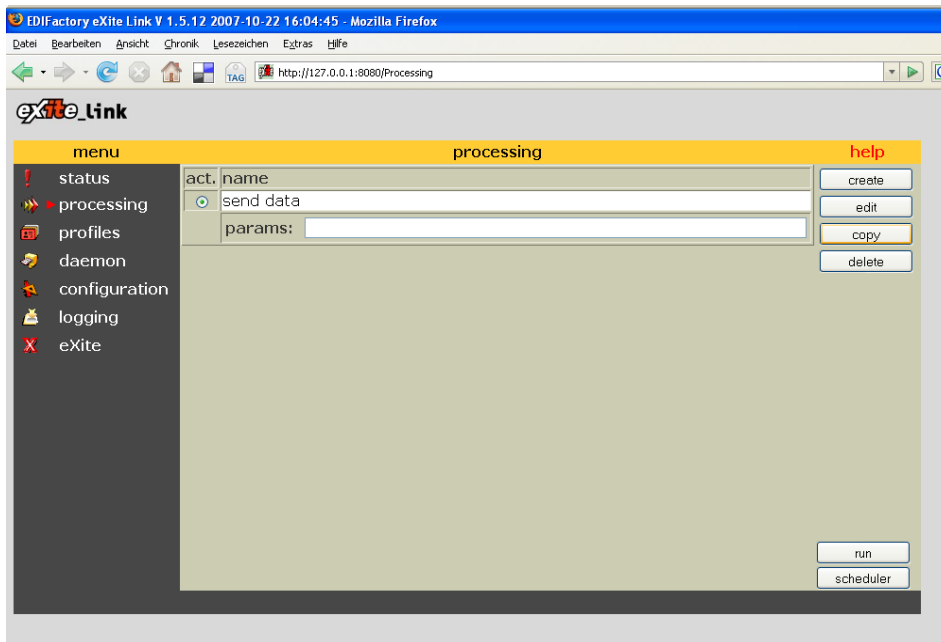 EDIFactory eXite Link V 1.5.12 2007-10-22 16:04:45 - Mozilla Firefox
Datei Bearbeiten Ansicht Chronik Lesezeichen Extras Hilfe
TAG http://127.0.0.1:8080/Processing
eXite_Link
menu processing help
status
processing
profiles
daemon
configuration
logging
eXite
act. name
send data
params:
create
edit
copy
delete
run
scheduler